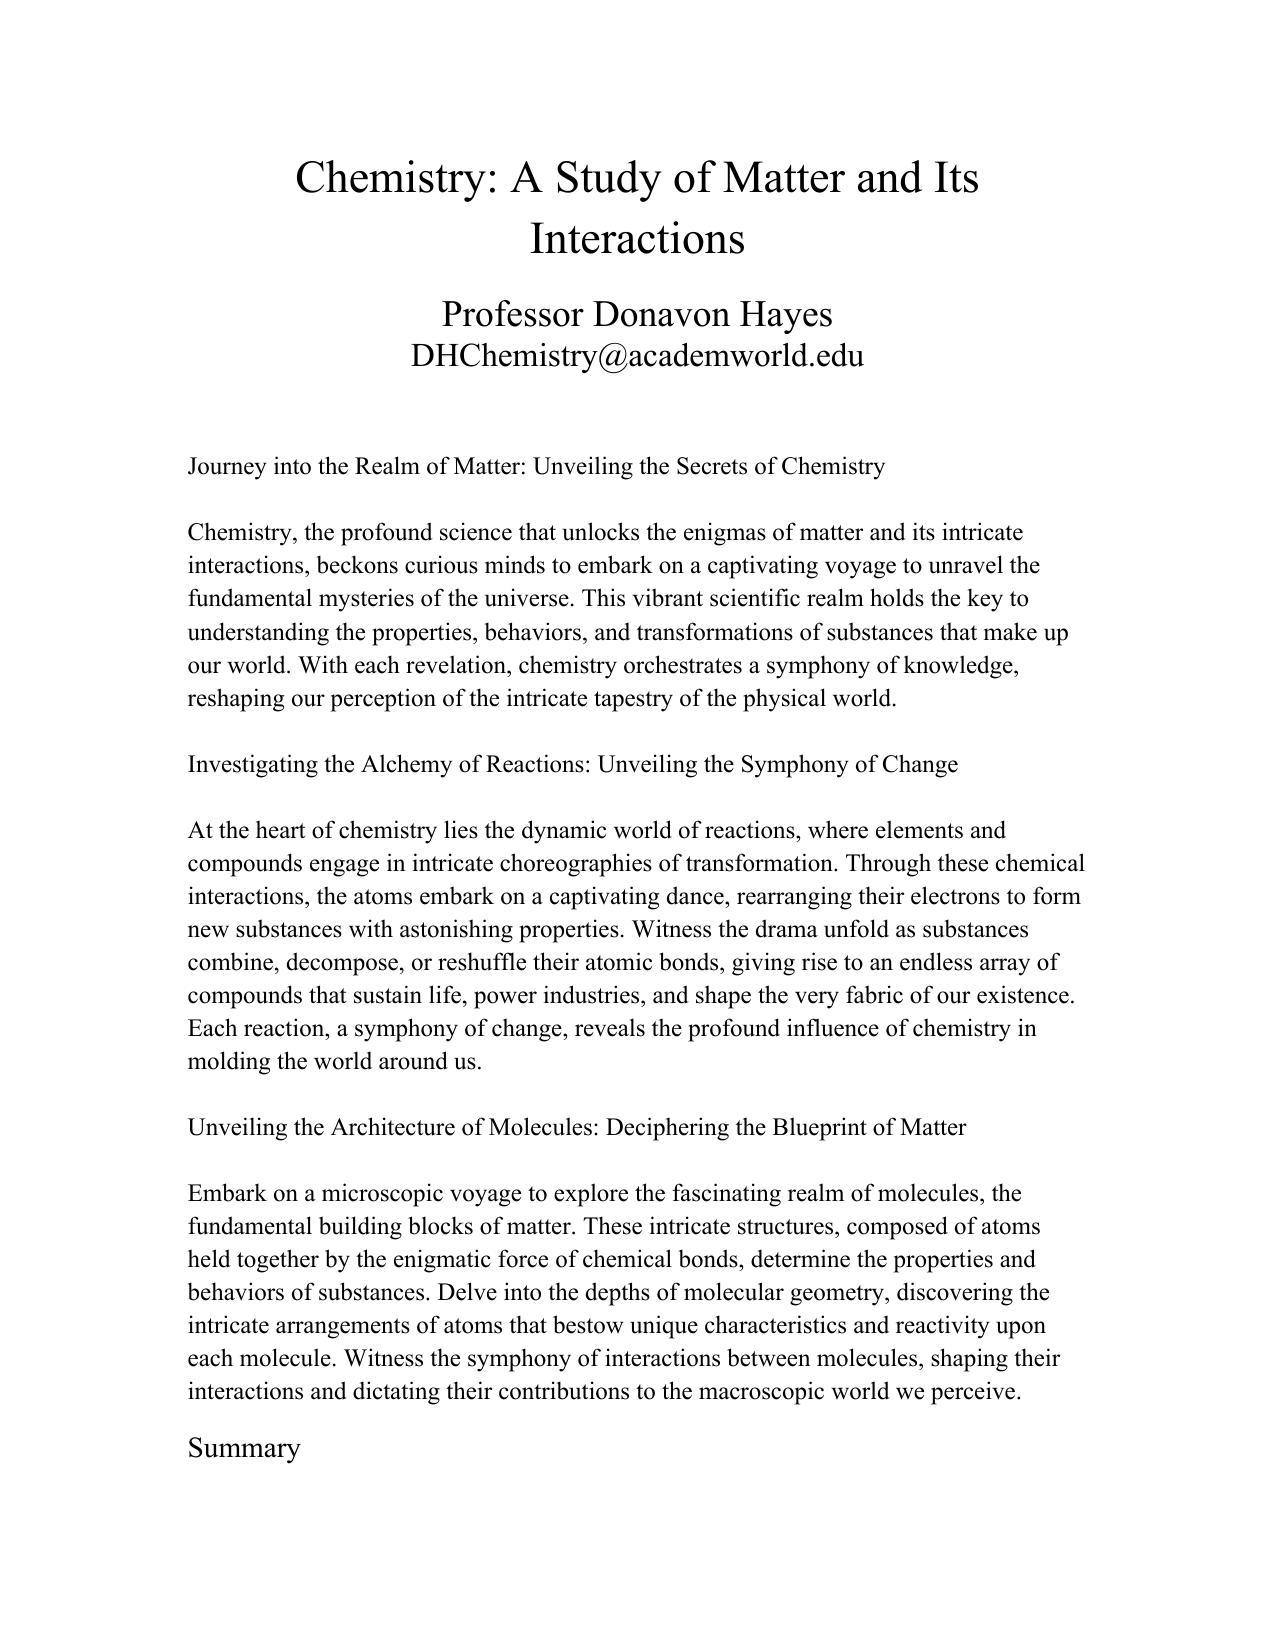 Chemistry: A Study of Matter and Its
Interactions
Professor Donavon Hayes
DHChemistry@academworld.edu
Journey into the Realm of Matter: Unveiling the Secrets of Chemistry
Chemistry, the profound science that unlocks the enigmas of matter and its intricate
interactions, beckons curious minds to embark on a captivating voyage to unravel the
fundamental mysteries of the universe. This vibrant scientific realm holds the key to
understanding the properties, behaviors, and transformations of substances that make up
our world. With each revelation, chemistry orchestrates a symphony of knowledge,
reshaping our perception of the intricate tapestry of the physical world.
Investigating the Alchemy of Reactions: Unveiling the Symphony of Change
At the heart of chemistry lies the dynamic world of reactions, where elements and
compounds engage in intricate choreographies of transformation. Through these chemical
interactions, the atoms embark on a captivating dance, rearranging their electrons to form
new substances with astonishing properties. Witness the drama unfold as substances
combine, decompose, or reshuffle their atomic bonds, giving rise to an endless array of
compounds that sustain life, power industries, and shape the very fabric of our existence.
Each reaction, a symphony of change, reveals the profound influence of chemistry in
molding the world around us.
Unveiling the Architecture of Molecules: Deciphering the Blueprint of Matter
Embark on a microscopic voyage to explore the fascinating realm of molecules, the
fundamental building blocks of matter. These intricate structures, composed of atoms
held together by the enigmatic force of chemical bonds, determine the properties and
behaviors of substances. Delve into the depths of molecular geometry, discovering the
intricate arrangements of atoms that bestow unique characteristics and reactivity upon
each molecule. Witness the symphony of interactions between molecules, shaping their
interactions and dictating their contributions to the macroscopic world we perceive.
Summary